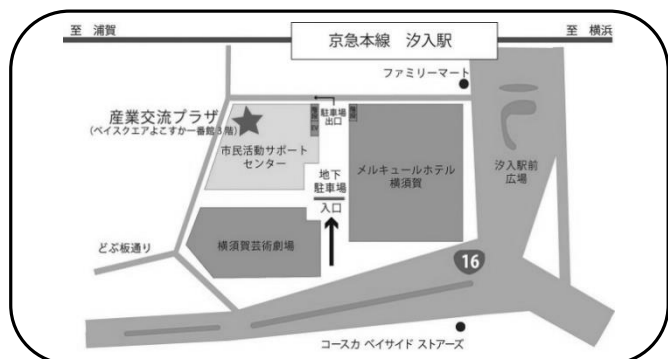 至 浦賀
京急本線 汐入駅
至 横浜
ファミリーマート
産業交流プラザ
(ベイスクエアよこすか一番館3階)
駐車場
出口
市民活動サポート
センター
地下
駐車場
入口
メルキュールホテル
横須賀
汐入駅前
広場
横須賀芸術劇場
どぶ板通り
16
コースカ ベイサイド ストアーズ